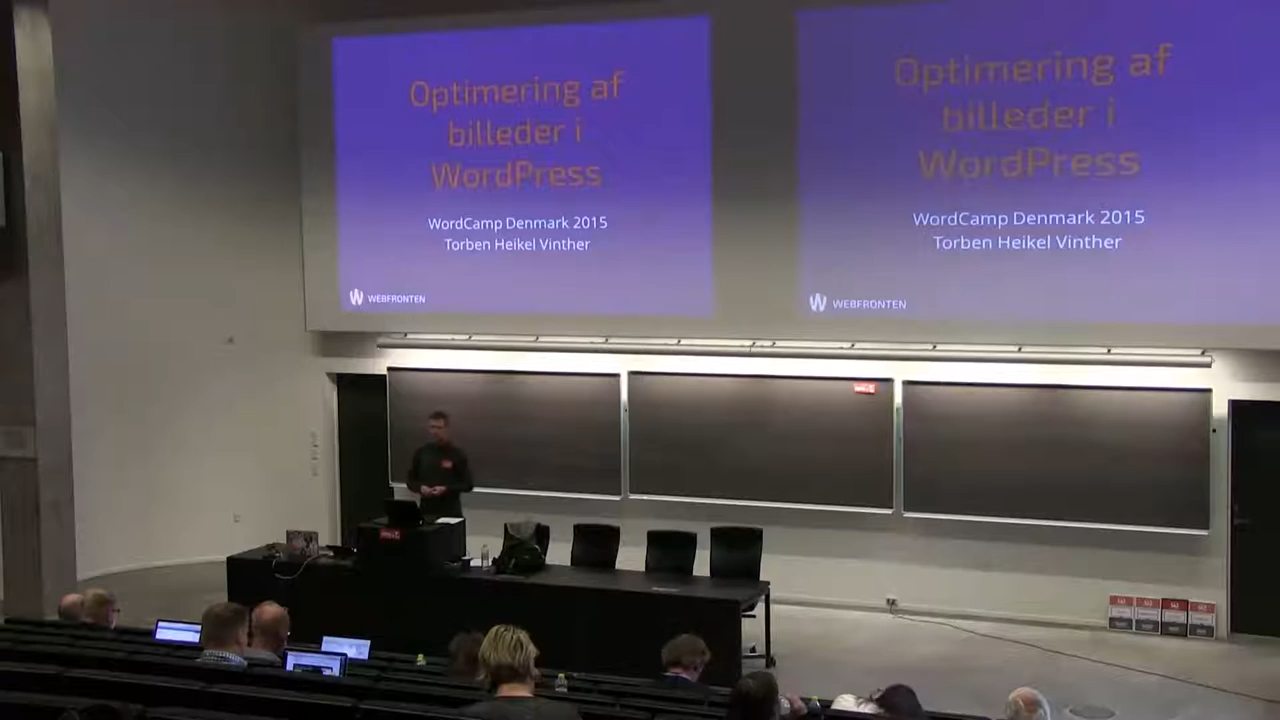 Optimering af
billeder i
WordPress
WordCamp Denmark 2015
Torben Heikel Vinther
WEBFRONTEN
Optimering af
billeder i
WordPress
WordCamp Denmark 2015
Torben Heikel Vinther
WEBFRONTEN